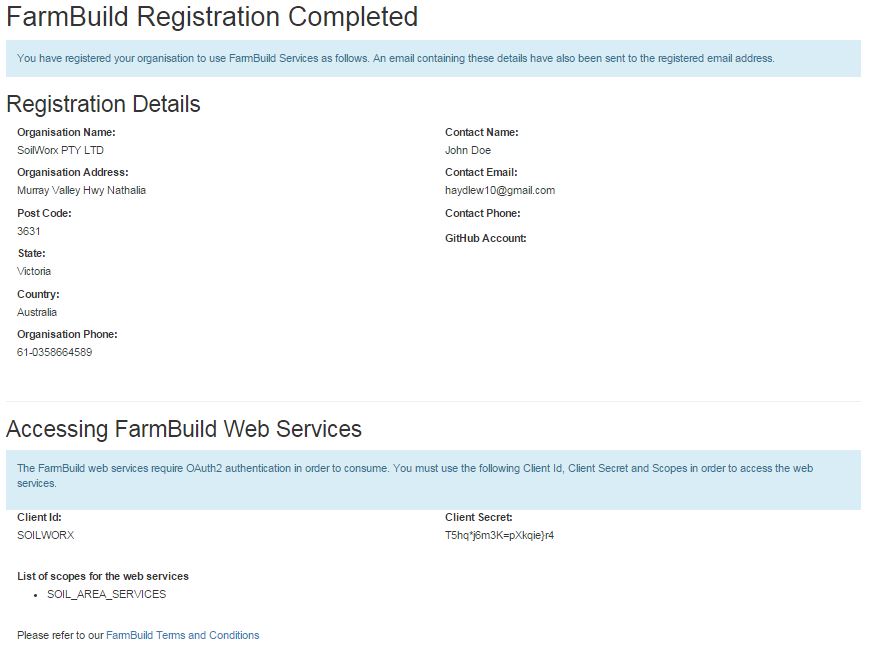 FarmBuild Registration Completed
You have registered your organisation to use FarmBuild Services as follows. An email containing these details have also been sent to the registered email address.
Registration Details
Organisation Name:
SoilWorx PTY LTD
Organisation Address:
Murray Valley Hwy Nathalia
Post Code:
3631
State:
Victoria
Country:
Australia
Organisation Phone:
61-0358664589
Contact Name:
John Doe
Contact Email:
haydlew10@gmail.com
Contact Phone:
GitHub Account:
Accessing FarmBuild Web Services
The FarmBuild web services require OAuth2 authentication in order to consume. You must use the following Client Id, Client Secret and Scopes in order to access the web
services.
Client Id:
SOILWORX
Client Secret:
T5hq*j6m3K=pXkqie}r4
List of scopes for the web services
• SOIL_AREA_SERVICES
Please refer to our FarmBuild Terms and Conditions